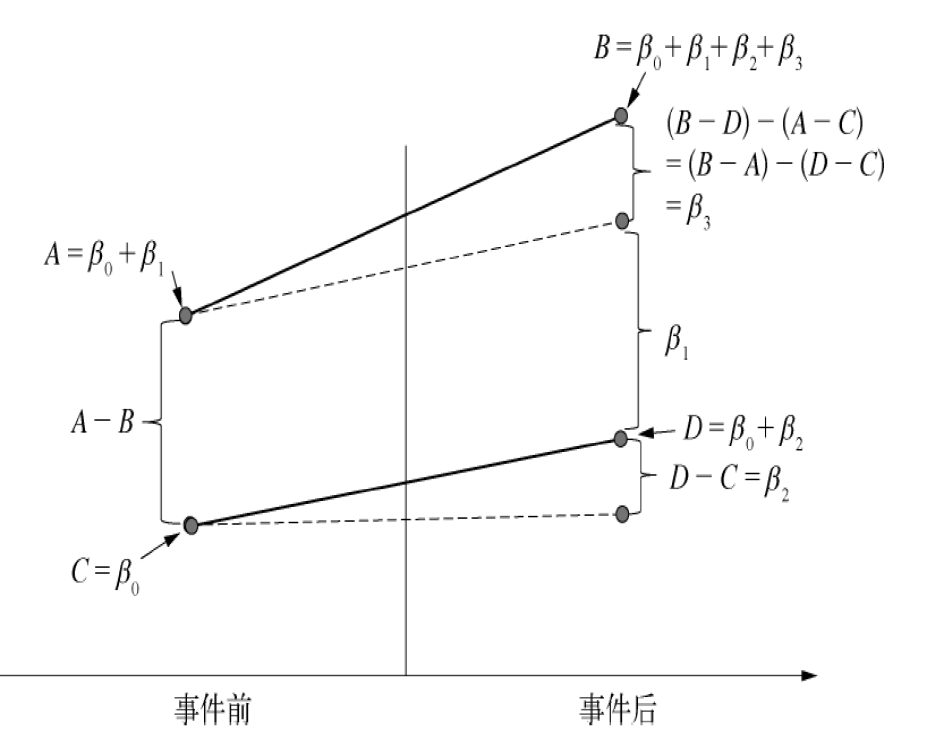 B=β₀+β₁+β₂+β₃
(B−D)−(A−C)
=(B−A)−(D−C)
=β₃
A=β₀+β₁
β₁
A−B
D=β₀+β₂
D−C=β₂
C=β₀
事件前
事件后